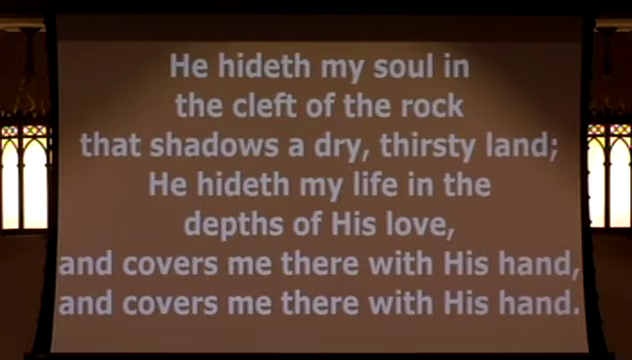 He hideth my soul in
the cleft of the rock
that shadows a dry, thirsty land;
He hideth my life in the
depths of His love,
and covers me there with His hand,
and covers me there with His hand.